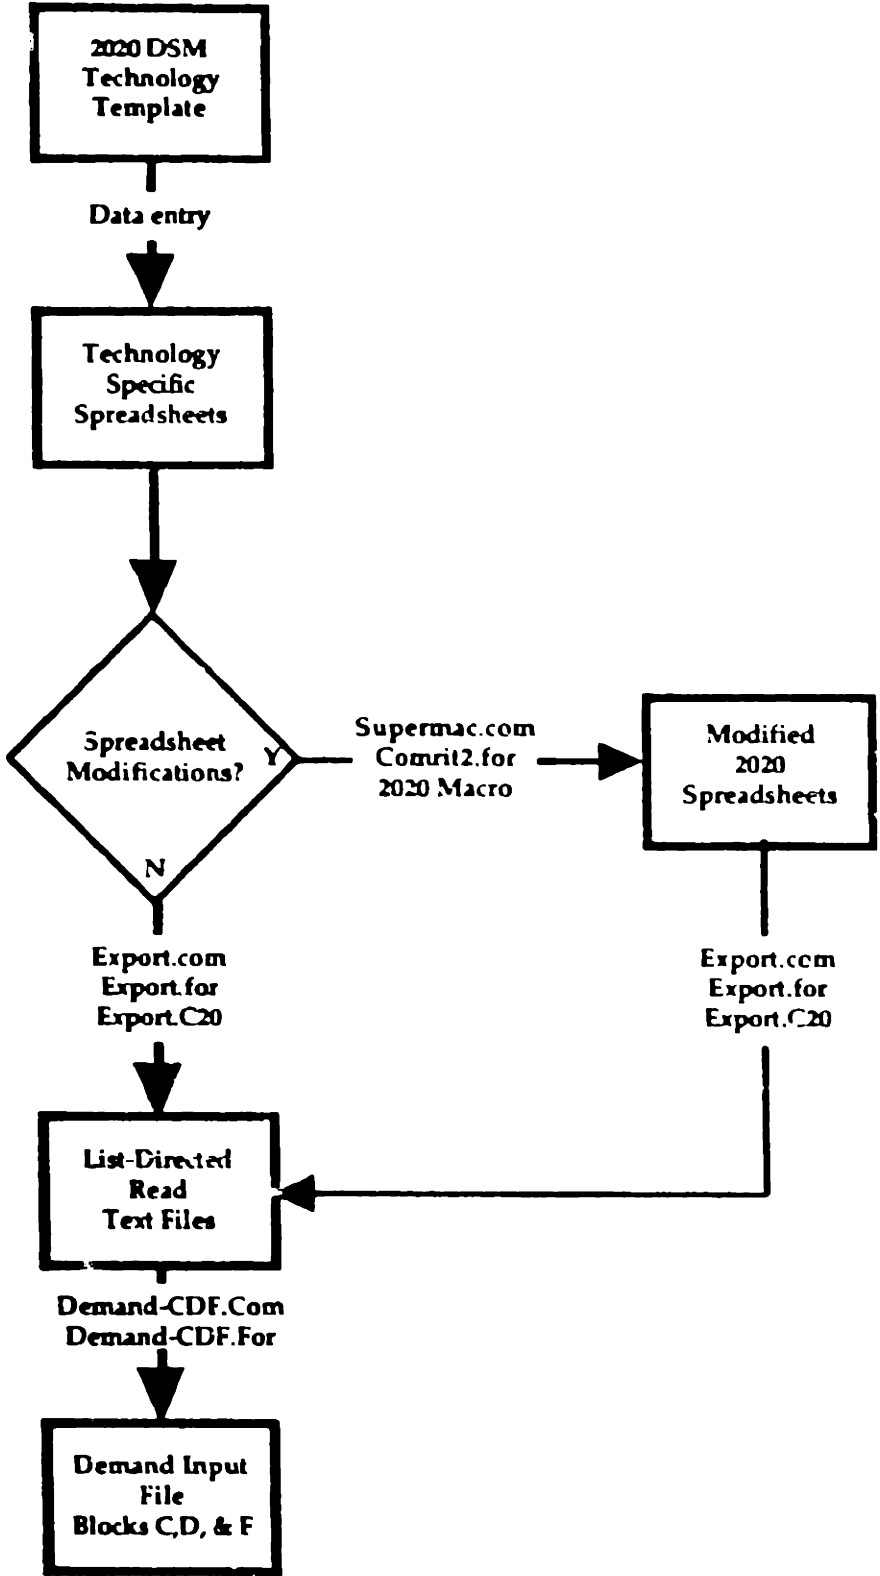 2020 DSM
Technology
Template
Data entry
Technology
Specific
Spreadsheets
Spreadsheet
Modifications?
Y
N
Supermac.com
Comrit2.for
2020 Macro
Modified
2020
Spreadsheets
Export.com
Export.for
Export.C20
Export.com
Export.for
Export.C20
List-Directed
Read
Text Files
Demand-CDF.Com
Demand-CDF.For
Demand Input
File
Blocks C,D, & F